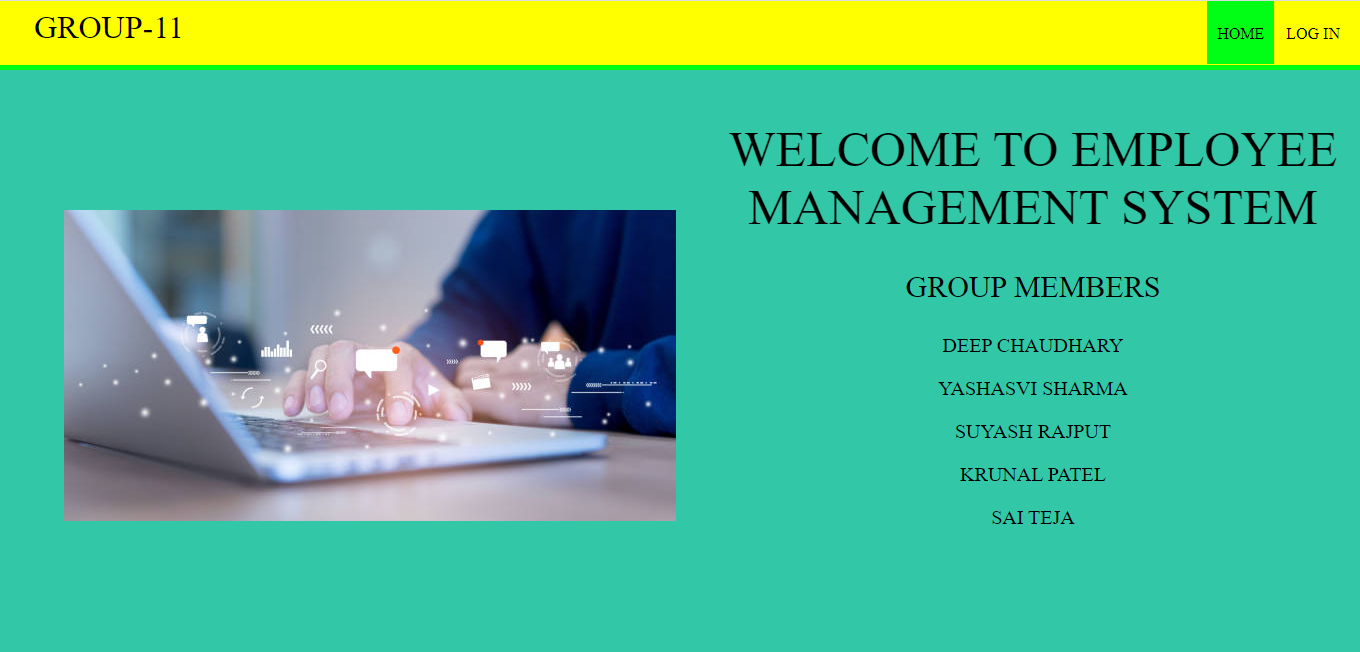 GROUP-11
HOME
LOG IN
WELCOME TO EMPLOYEE
MANAGEMENT SYSTEM
GROUP MEMBERS
DEEP CHAUDHARY
YASHASVI SHARMA
SUYASH RAJPUT
KRUNAL PATEL
SAI TEJA